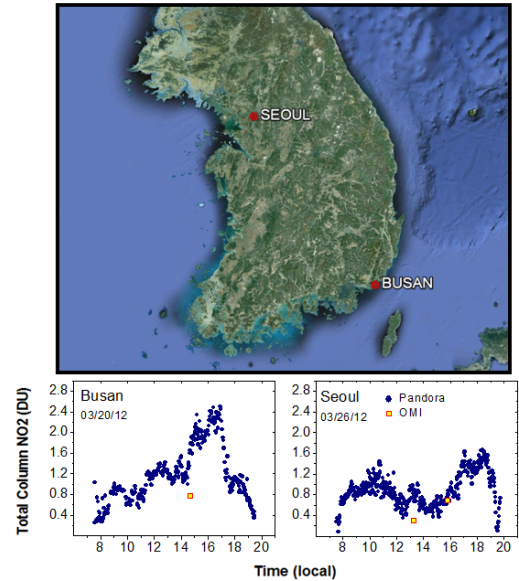 SEOUL
BUSAN
Total Column NO2 (DU)
2.8
2.4
2.0
1.6
1.2
0.8
0.4
Busan
03/20/12
6 8 10 12 14 16 18 20
2.8
2.4
2.0
1.6
1.2
0.8
0.4
Seoul
03/26/12
Pandora
OMI
6 8 10 12 14 16 18 20
Time (local)